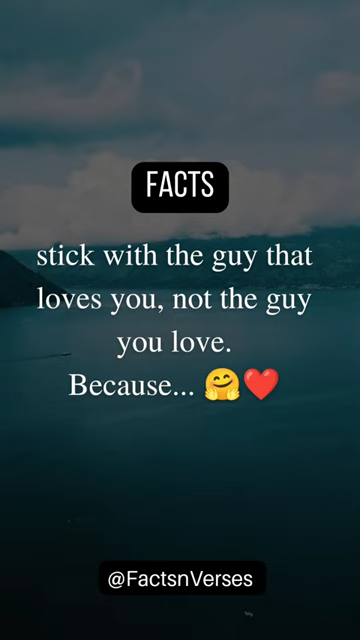 FACTS
stick with the guy that
loves you, not the guy
you love.
Because... 🤗❤️
@FactsnVerses